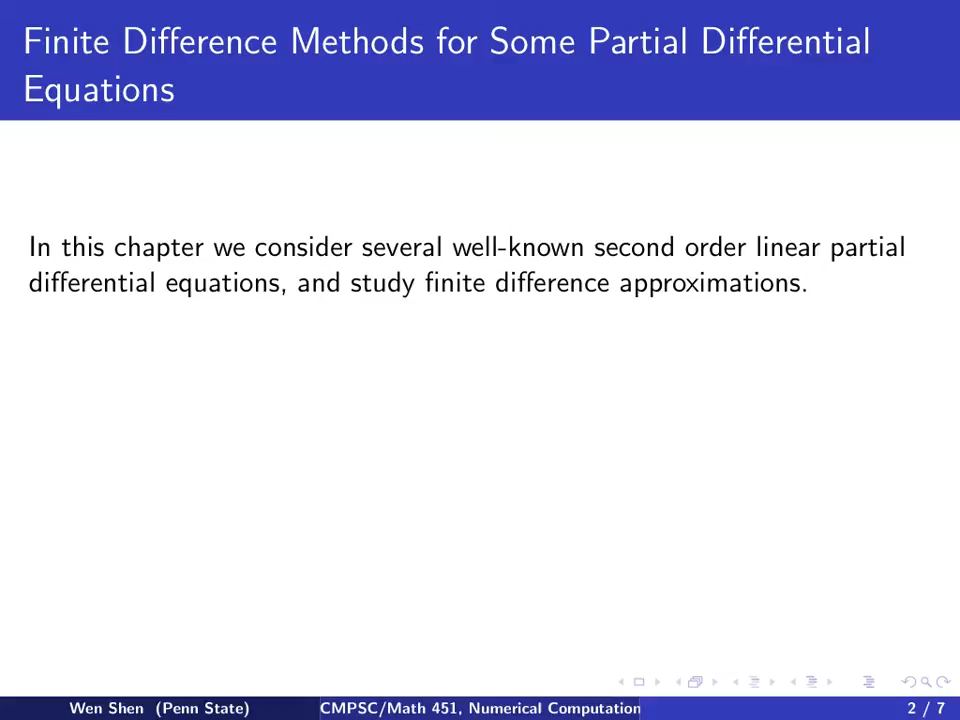 Finite Difference Methods for Some Partial Differential
Equations
In this chapter we consider several well-known second order linear partial
differential equations, and study finite difference approximations.
Wen Shen (Penn State)
CMPSC/Math 451, Numerical Computation
2 / 7